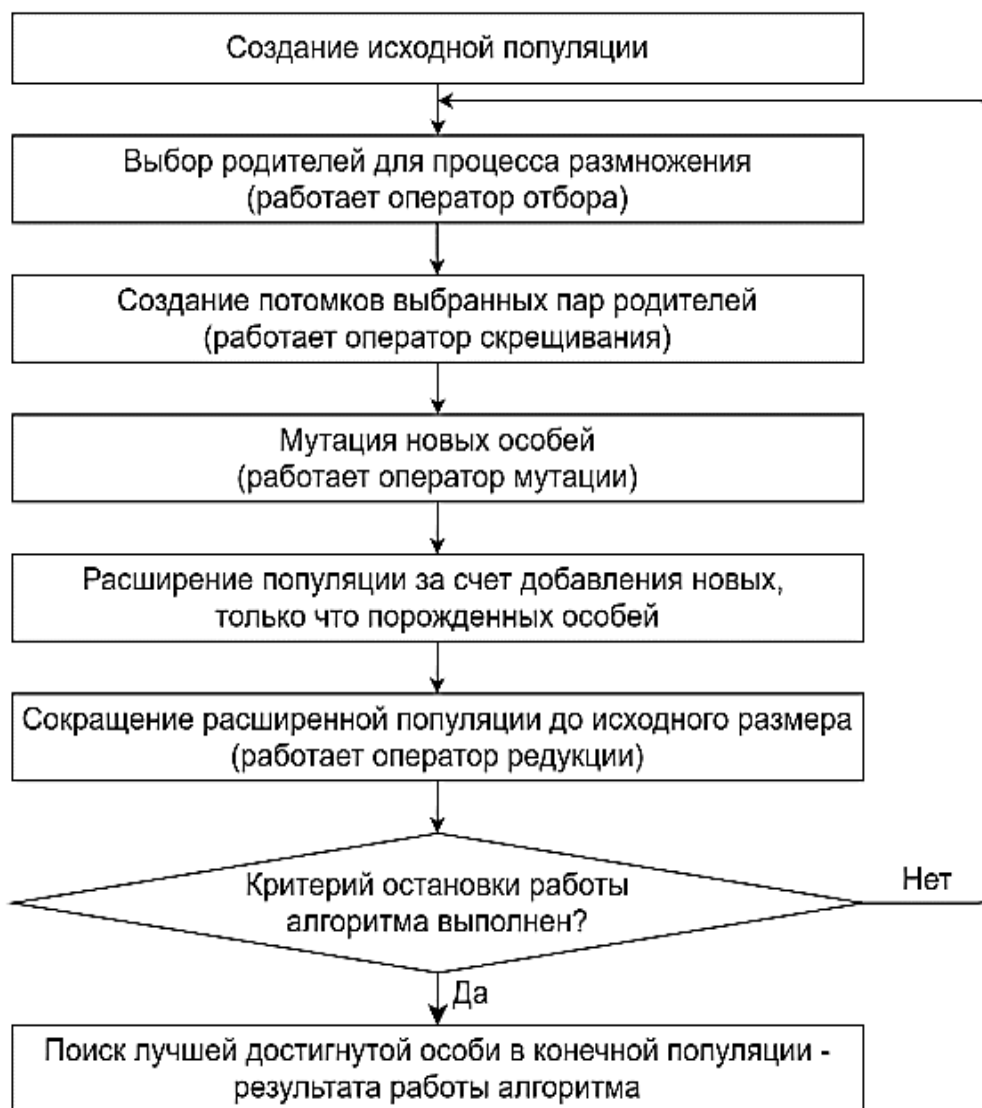 Создание исходной популяции
Выбор родителей для процесса размножения
(работает оператор отбора)
Создание потомков выбранных пар родителей
(работает оператор скрещивания)
Мутация новых особей
(работает оператор мутации)
Расширение популяции за счет добавления новых,
только что порожденных особей
Сокращение расширенной популяции до исходного размера
(работает оператор редукции)
Критерий остановки работы
алгоритма выполнен?
Нет
Да
Поиск лучшей достигнутой особи в конечной популяции -
результата работы алгоритма